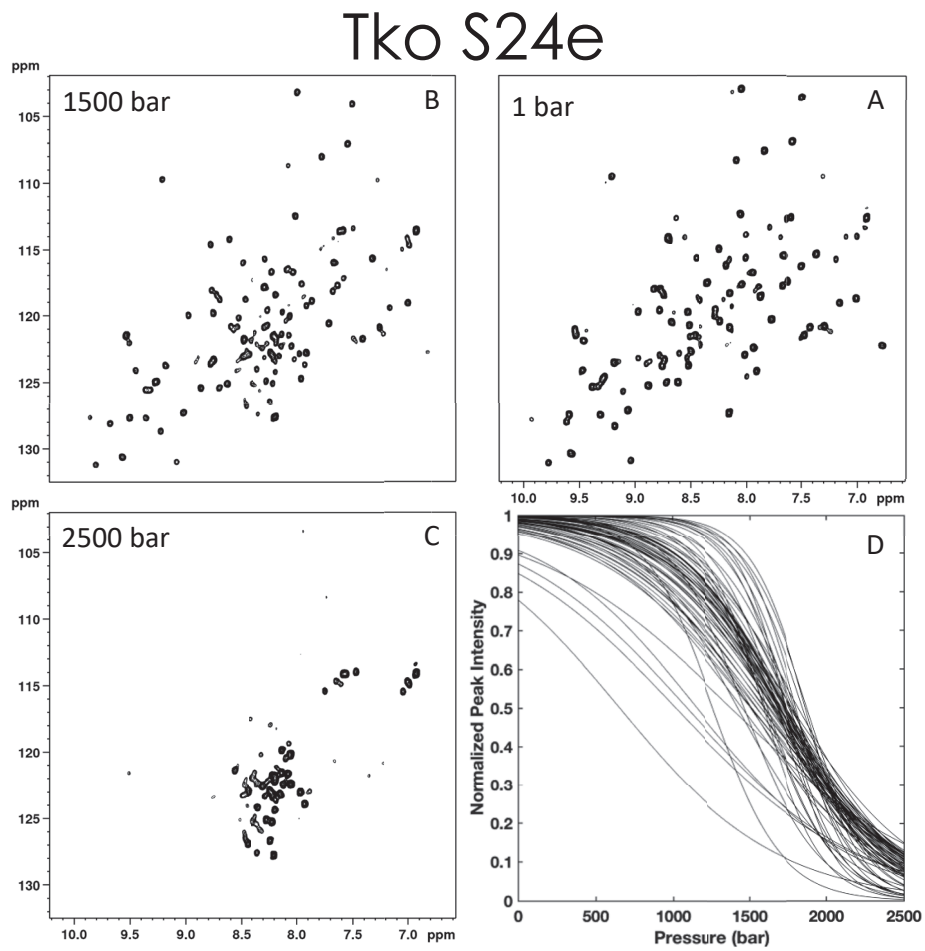 Tko S24e
ppm
1500 bar
B
105
110
115
120
125
130
1 bar
A
10.0 9.5 9.0 8.5 8.0 7.5 7.0 ppm
ppm
2500 bar
C
105
110
115
120
125
130
10.0 9.5 9.0 8.5 8.0 7.5 7.0 ppm
D
Normalized Peak Intensity
1
0.9
0.8
0.7
0.6
0.5
0.4
0.3
0.2
0.1
0
0 500 1000 1500 2000 2500
Pressure (bar)